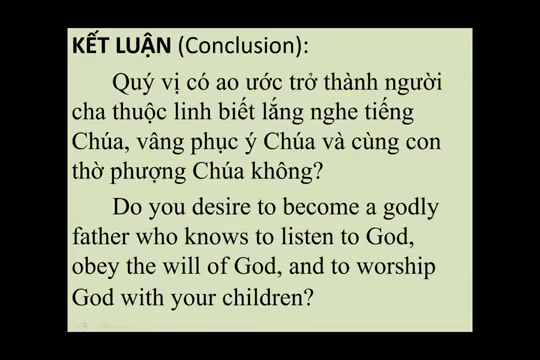 KẾT LUẬN (Conclusion):
Quý vị có ao ước trở thành người
cha thuộc linh biết lắng nghe tiếng
Chúa, vâng phục ý Chúa và cùng con
thờ phượng Chúa không?
Do you desire to become a godly
father who knows to listen to God,
obey the will of God, and to worship
God with your children?